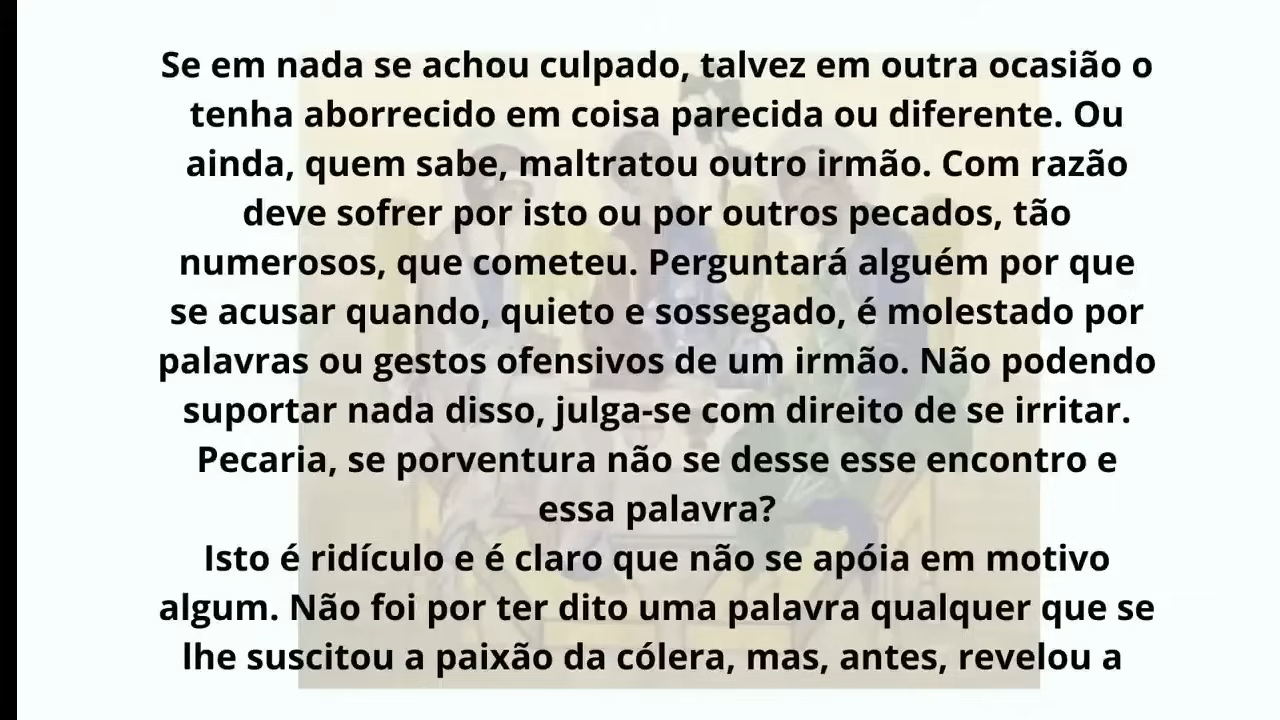 Se em nada se achou culpado, talvez em outra ocasião o
tenha aborrecido em coisa parecida ou diferente. Ou
ainda, quem sabe, maltratou outro irmão. Com razão
deve sofrer por isto ou por outros pecados, tão
numerosos, que cometeu. Perguntará alguém por que
se acusar quando, quieto e sossegado, é molestado por
palavras ou gestos ofensivos de um irmão. Não podendo
suportar nada disso, julga-se com direito de se irritar.
Pecaria, se porventura não se desse esse encontro e
essa palavra?
Isto é ridículo e é claro que não se apóia em motivo
algum. Não foi por ter dito uma palavra qualquer que se
lhe suscitou a paixão da cólera, mas, antes, revelou a